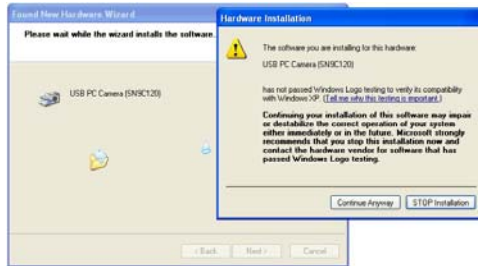 Found New Hardware Wizard
Please wait while the wizard installs the software...
USB PC Camera (SN9C120)
< Back
Next >
Cancel
Hardware Installation
The software you are installing for this hardware:
USB PC Camera (SN9C120)
has not passed Windows Logo testing to verify its compatibility
with Windows XP. (Tell me why this testing is important.)
Continuing your installation of this software may impair
or destabilize the correct operation of your system
either immediately or in the future. Microsoft strongly
recommends that you stop this installation now and
contact the hardware vendor for software that has
passed Windows Logo testing.
Continue Anyway
STOP Installation